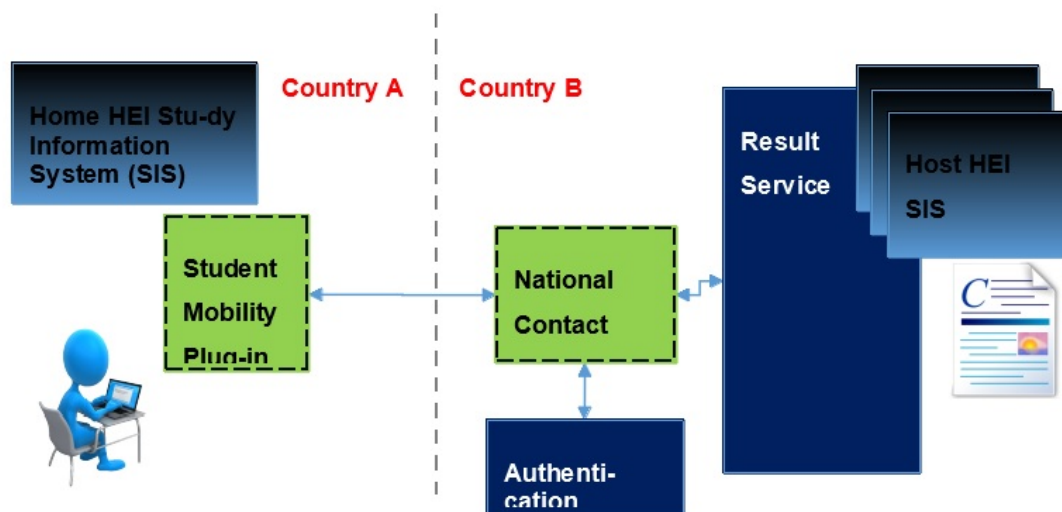 Country A
Country B
Home HEI Stu-dy
Information
System (SIS)
Student
Mobility
Plug-in
National
Contact
Authenti-
cation
Result
Service
Host HEI
SIS
C